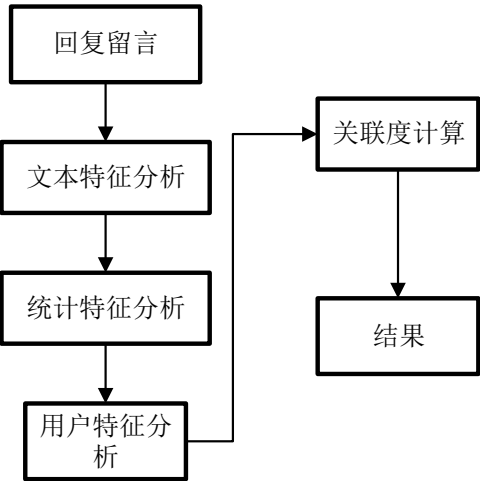 回复留言
文本特征分析
统计特征分析
用户特征分
析
关联度计算
结果